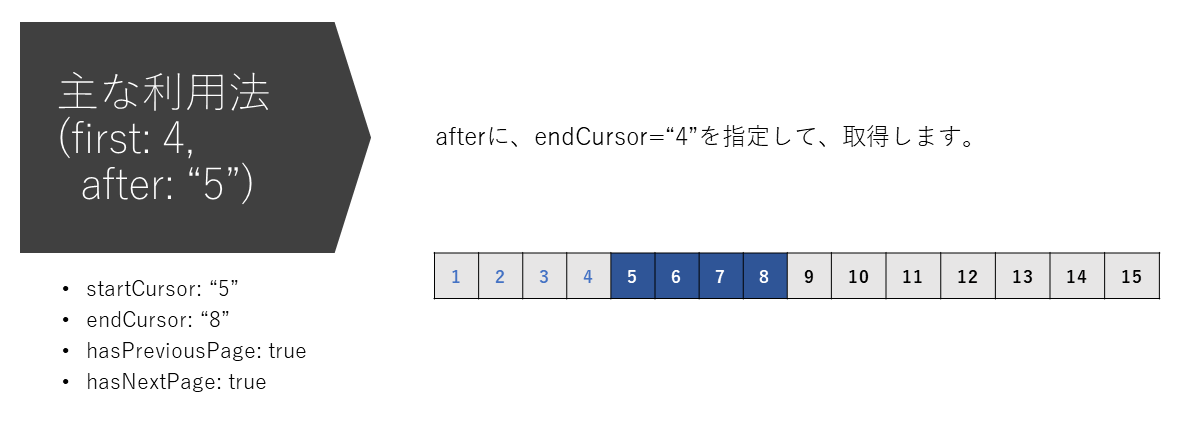 主な利用法
(first: 4,
after: “5”)
afterに、endCursor=“4”を指定して、取得します。
1 2 3 4 5 6 7 8 9 10 11 12 13 14 15
• startCursor: “5”
• endCursor: “8”
• hasPreviousPage: true
• hasNextPage: true